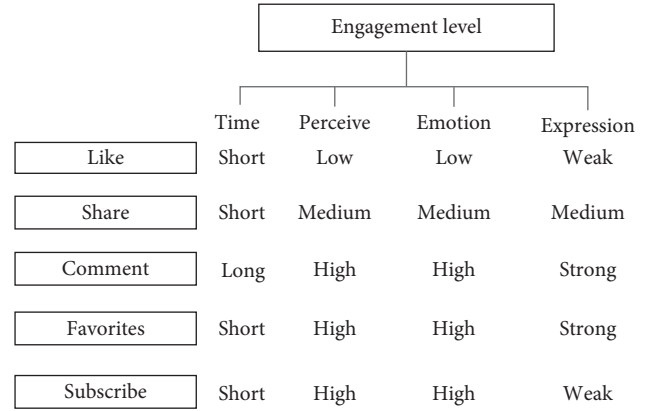 Engagement level
Time Perceive Emotion Expression
Like Short Low Low Weak
Share Short Medium Medium Medium
Comment Long High High Strong
Favorites Short High High Strong
Subscribe Short High High Weak